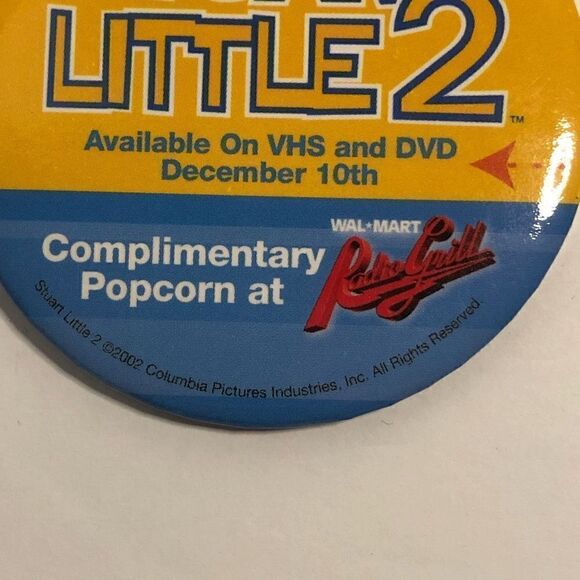 LITTLE 2™
Available On VHS and DVD
December 10th
WAL★MART
Complimentary
Popcorn at
Radio Grill
Stuart Little 2 ©2002 Columbia Pictures Industries, Inc. All Rights Reserved.